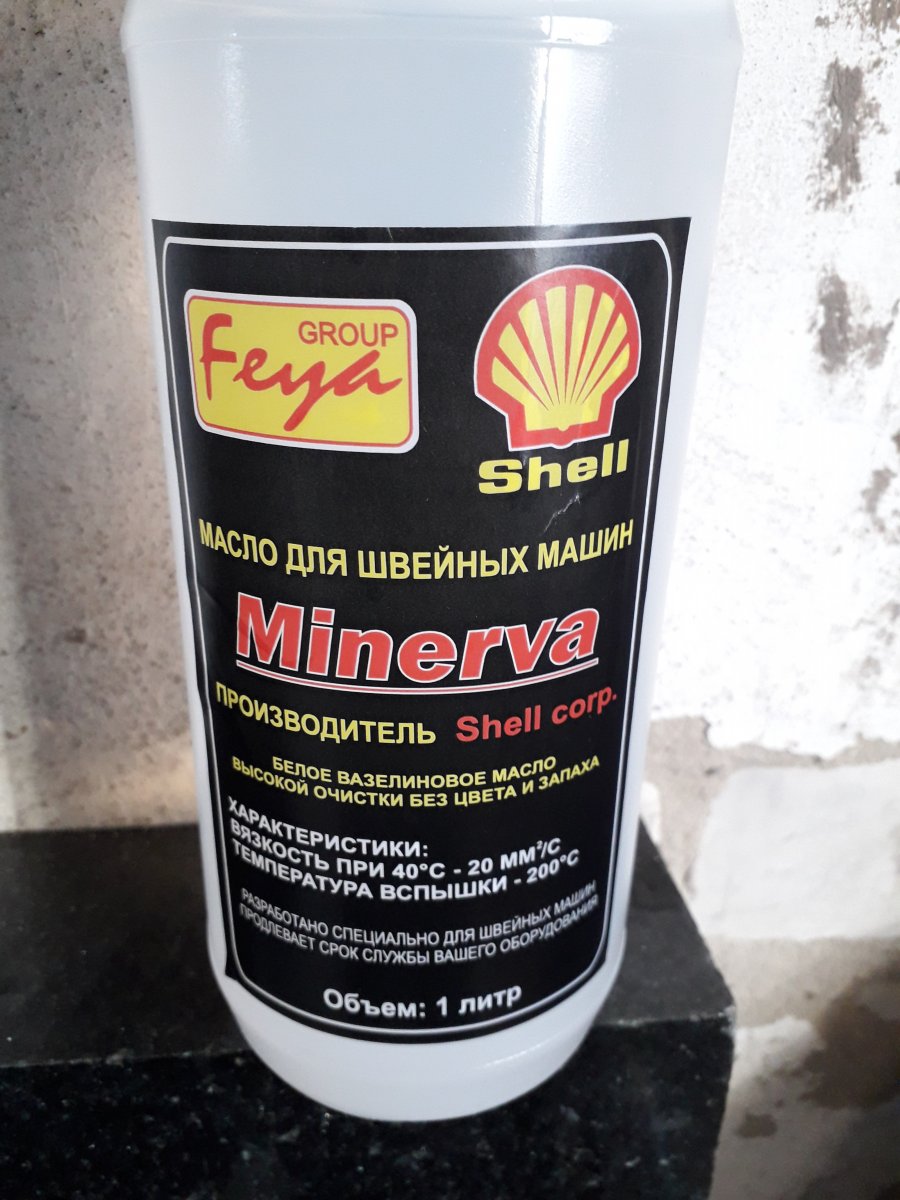 GROUP
Feya
Shell
МАСЛО ДЛЯ ШВЕЙНЫХ МАШИН
Minerva
ПРОИЗВОДИТЕЛЬ Shell corp.
БЕЛОЕ ВАЗЕЛИНОВОЕ МАСЛО
ВЫСОКОЙ ОЧИСТКИ БЕЗ ЦВЕТА И ЗАПАХА
ХАРАКТЕРИСТИКИ:
ВЯЗКОСТЬ ПРИ 40°С - 20 ММ²/С
ТЕМПЕРАТУРА ВСПЫШКИ - 200°С
РАЗРАБОТАНО СПЕЦИАЛЬНО ДЛЯ ШВЕЙНЫХ МАШИН
ПРОДЛЕВАЕТ СРОК СЛУЖБЫ ВАШЕГО ОБОРУДОВАНИЯ
Объем: 1 литр